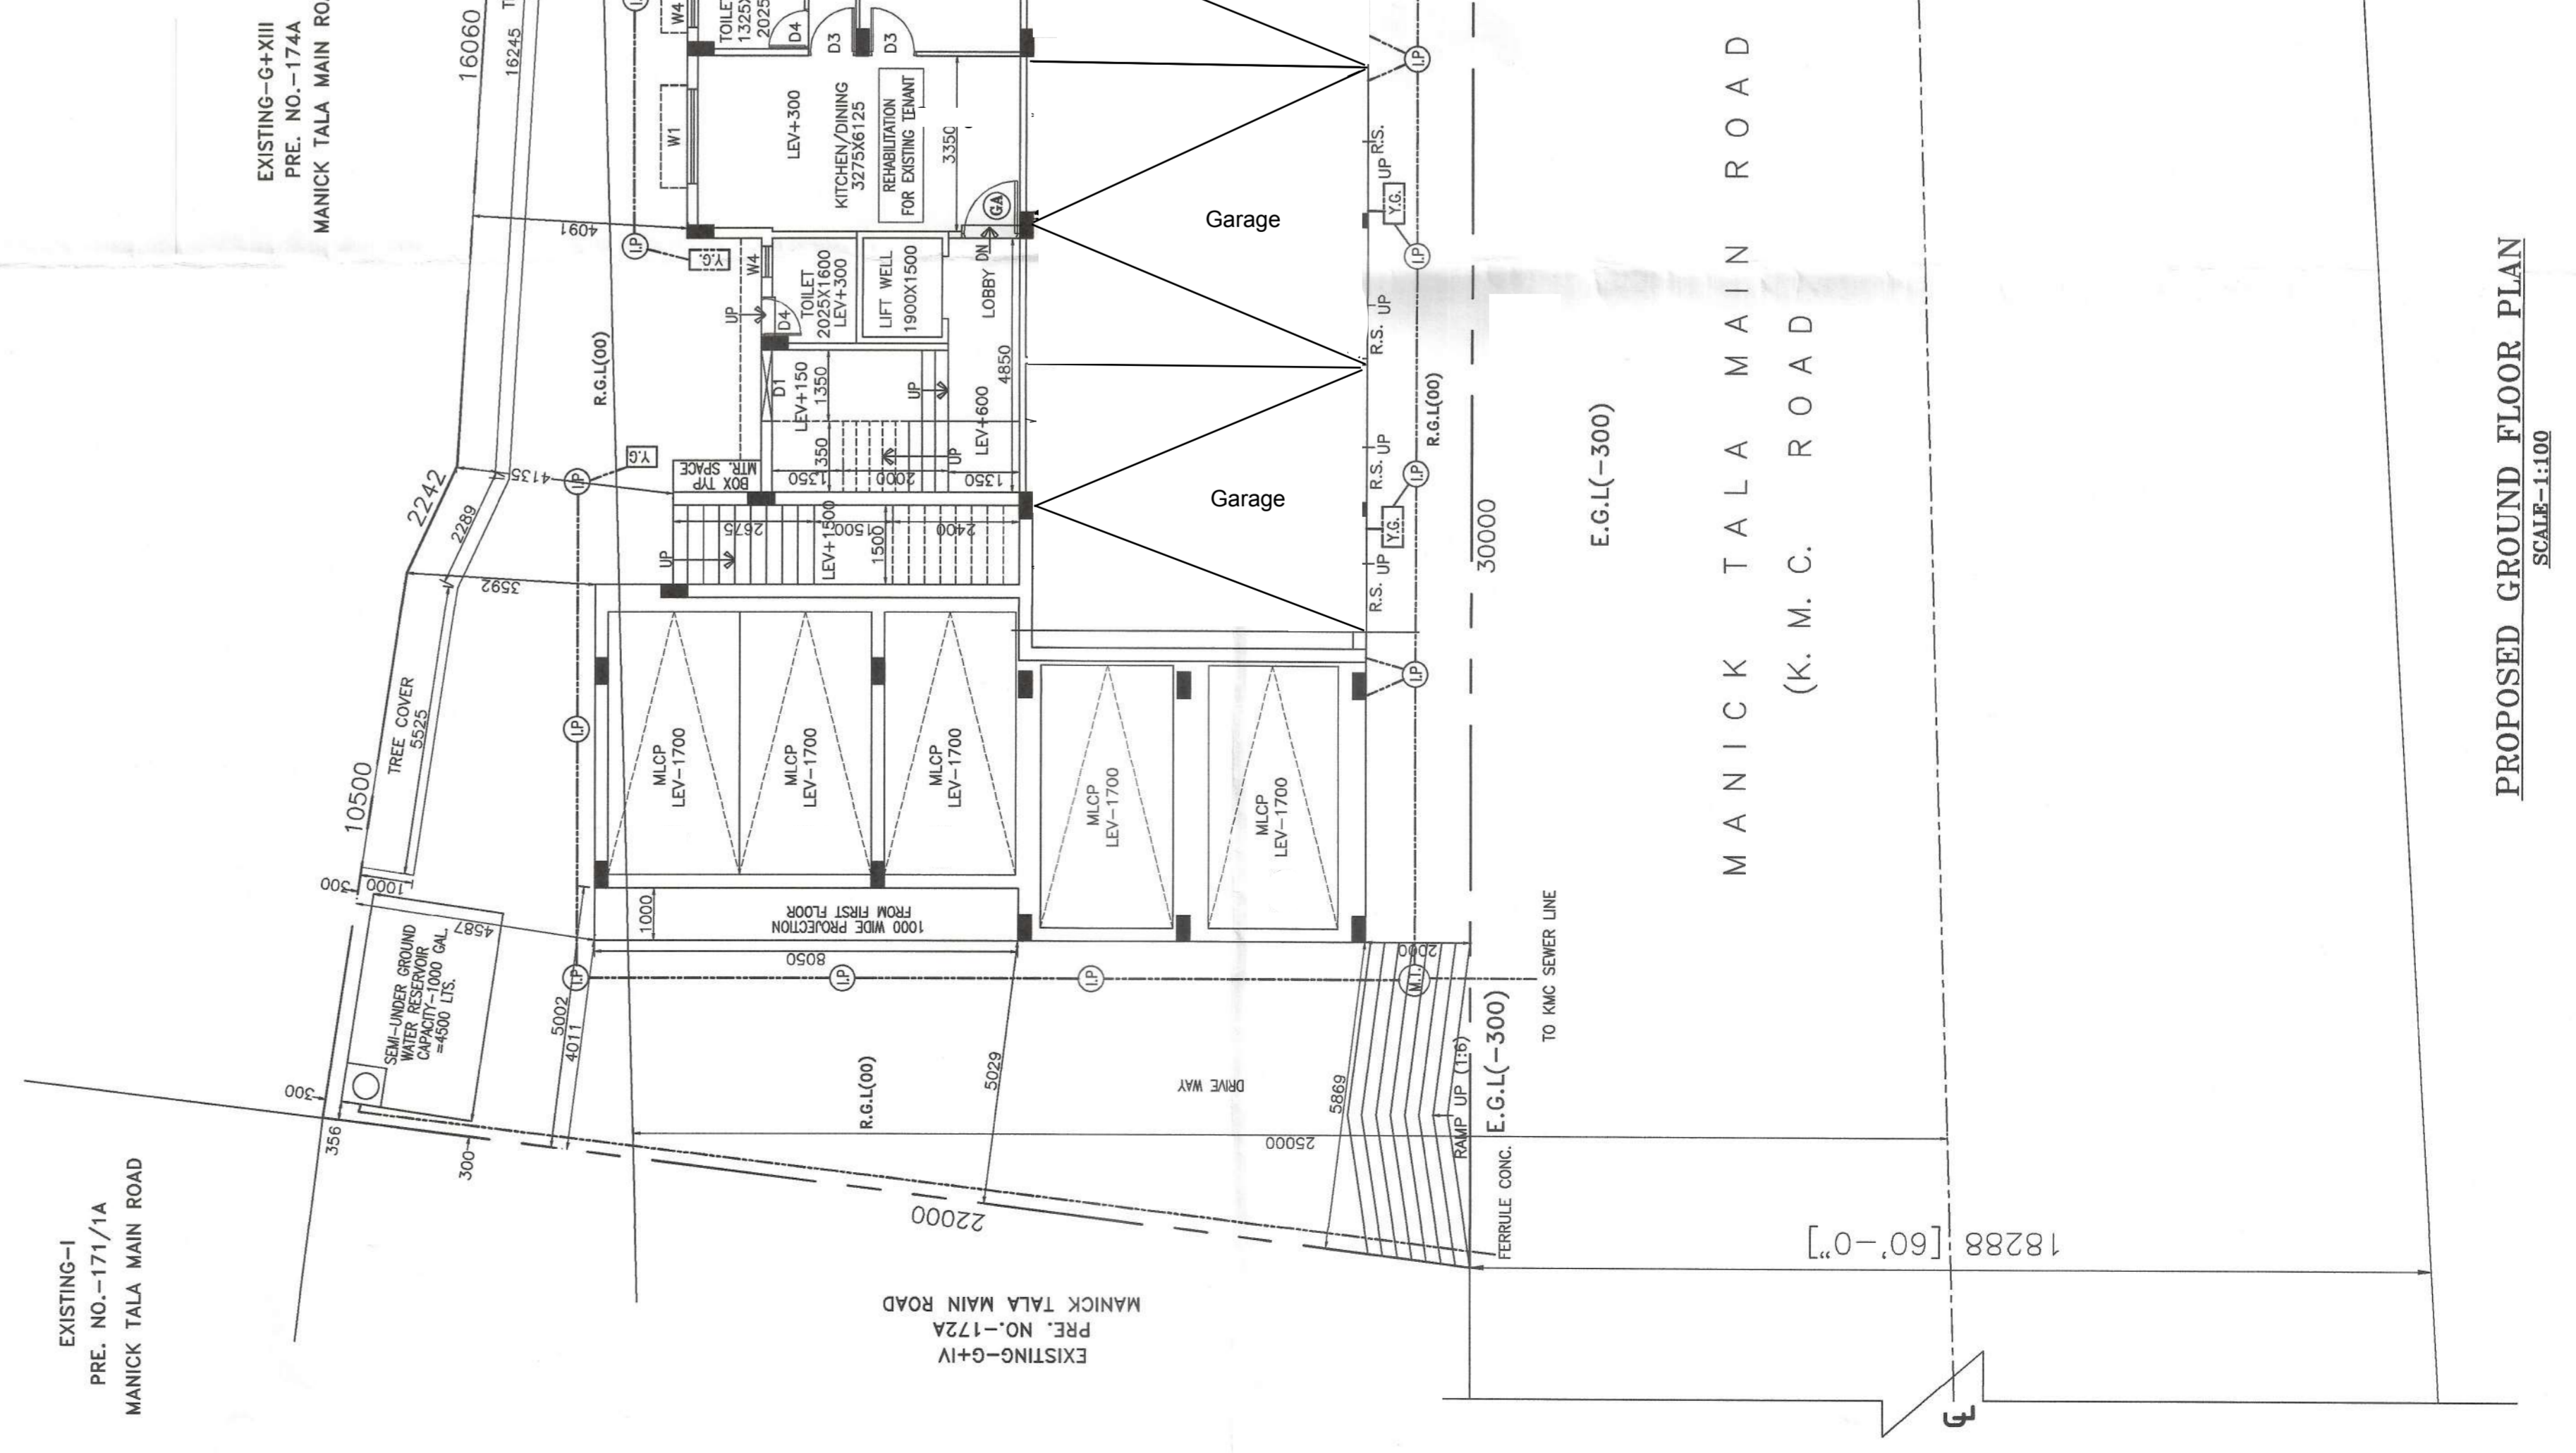 EXISTING-G+XIII
PRE. NO.-174A
MANICK TALA MAIN RO
16060
16245
I.P
W4
TOILE
1325X
2025
D4
D3
D3
I.P
W1
LEV+300
KITCHEN/DINING
3275X6125
REHABILITATION
FOR EXISTING TENANT
3350
GA
4091
I.P
Y.G.
W4
UP
D4
TOILET
2025X1600
LEV+300
LIFT WELL
1900X1500
LOBBY
DN
Garage
UP R.S.
Y.G.
I.P
R.S. UP
R.G.L(00)
D1
LEV+150
1350
UP
4850
LEV+600
R.G.L(00)
2242
2289
4135
I.P
Y.G
BOX TYP
MTR. SPACE
1350
1350
2000
UP
1350
R.S. UP
I.P
Garage
2675
LEV+1500
1500
2400
1500
UP
Y.G.
R.S. UP
3592
30000
E.G.L(-300)
MANICK TALA MAIN ROAD
(K. M. C. ROAD
10500
TREE COVER
5525
I.P
I.P
MLCP
LEV-1700
MLCP
LEV-1700
MLCP
LEV-1700
MLCP
LEV-1700
MLCP
LEV-1700
300
1000
4587
SEMI-UNDER GROUND
WATER RESERVOIR
CAPACITY-1000 GAL.
=4500 LTS.
1000
1000 WIDE PROJECTION
FROM FIRST FLOOR
8050
I.P
I.P
I.P
M.T.
2000
TO KMC SEWER LINE
5002
4011
5029
R.G.L(00)
DRIVE WAY
5869
RAMP UP (1:6)
E.G.L(-300)
FERRULE CONC.
300
356
300
25000
22000
18288 [60'-0"]
EXISTING-I
PRE. NO.-171/1A
MANICK TALA MAIN ROAD
EXISTING-G+IV
PRE. NO.-172A
MANICK TALA MAIN ROAD
PROPOSED GROUND FLOOR PLAN
SCALE-1:100